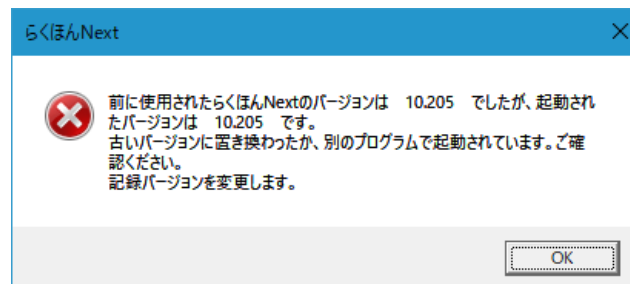 らくほんNext
前に使用されたらくほんNextのバージョンは　10.205　でしたが、起動され
たバージョンは　10.205　です。
古いバージョンに置き換わったか、別のプログラムで起動されています。ご確
認ください。
記録バージョンを変更します。
OK